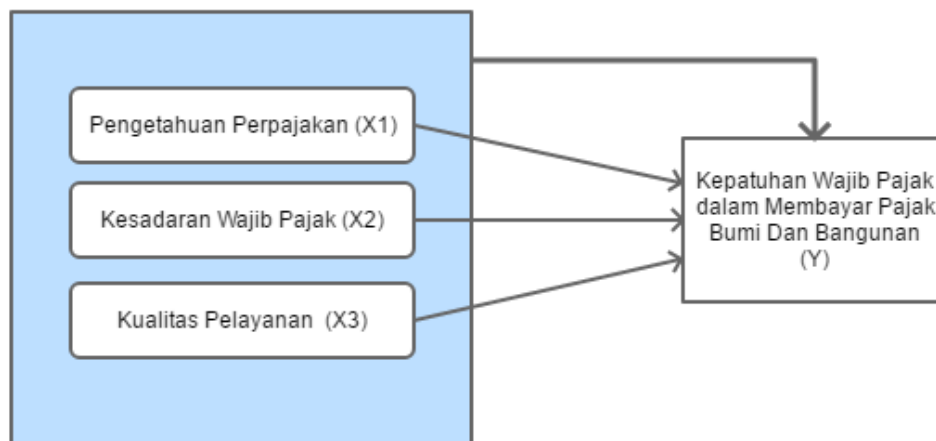 Pengetahuan Perpajakan (X1)
Kesadaran Wajib Pajak (X2)
Kualitas Pelayanan (X3)
Kepatuhan Wajib Pajak
dalam Membayar Pajak
Bumi Dan Bangunan
(Y)